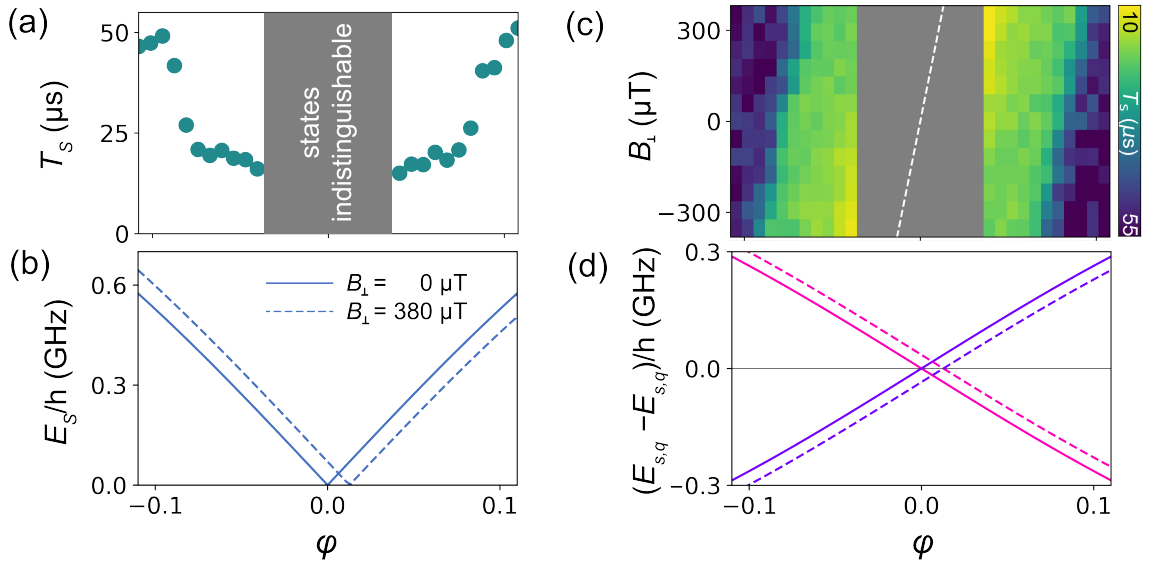 (a)
50
25
0
T_S (μs)
states
indistinguishable
(b)
0.6
0.3
0.0
E_S/h (GHz)
B⊥ = 0 μT
B⊥ = 380 μT
−0.1
0.0
0.1
φ
(c)
300
0
−300
B⊥ (μT)
10
T_s (μs)
55
(d)
0.3
0.0
−0.3
(E_s,q −E_s,q)/h (GHz)
−0.1
0.0
0.1
φ